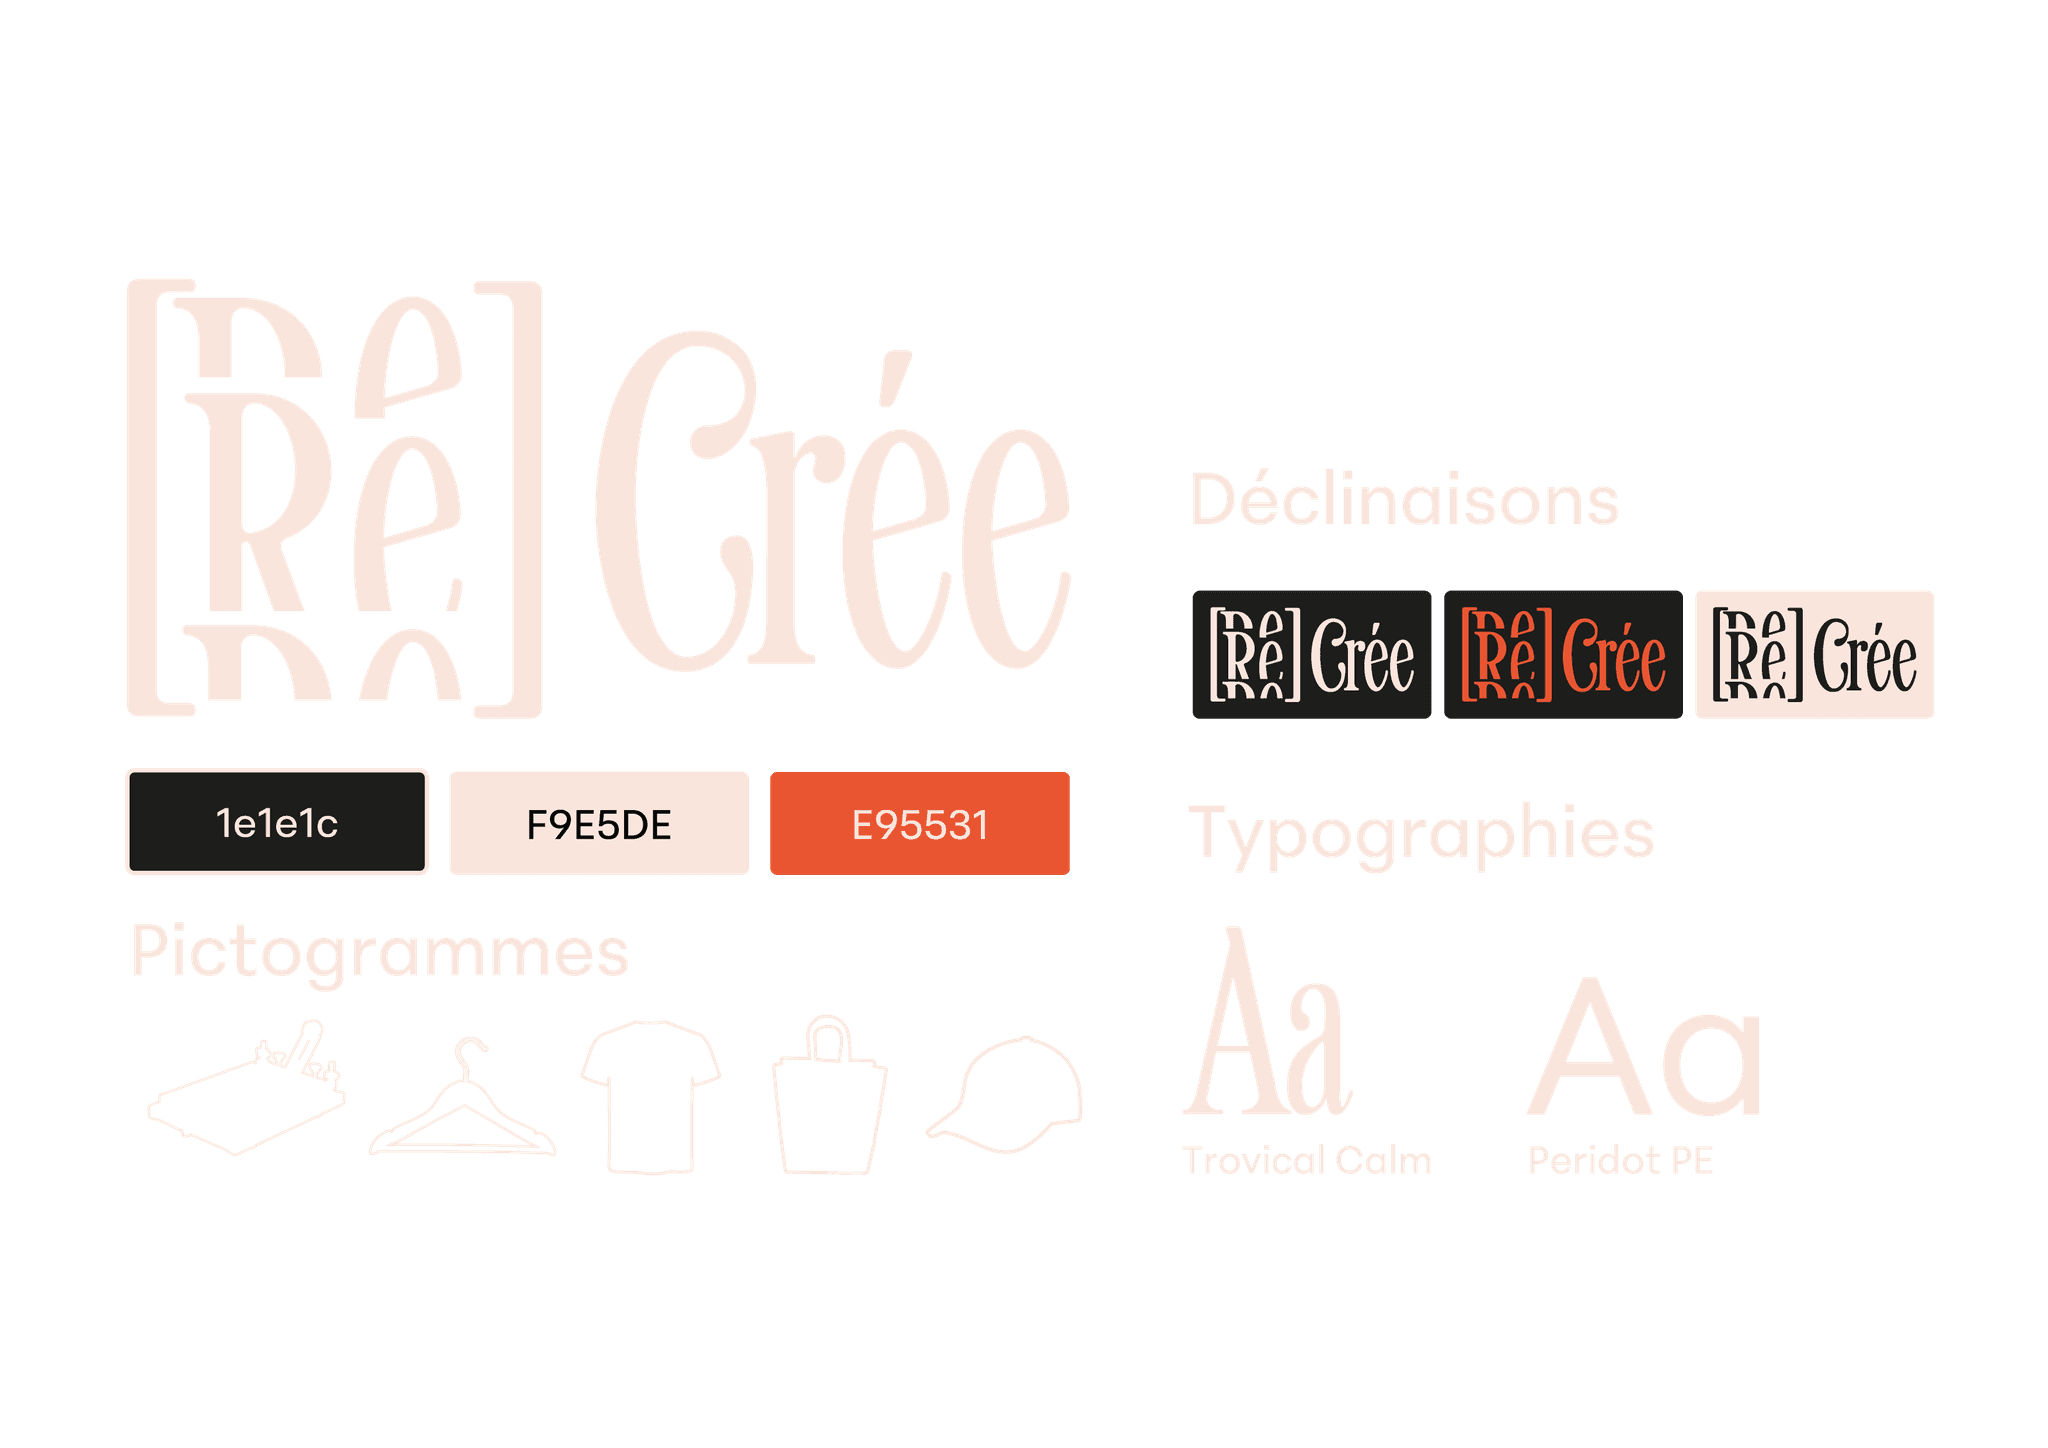 [Ré] Crée
1e1e1c
F9E5DE
E95531
Pictogrammes
Déclinaisons
[Ré] Crée
[Ré] Crée
[Ré] Crée
Typographies
Aa
Aa
Trovical Calm
Peridot PE